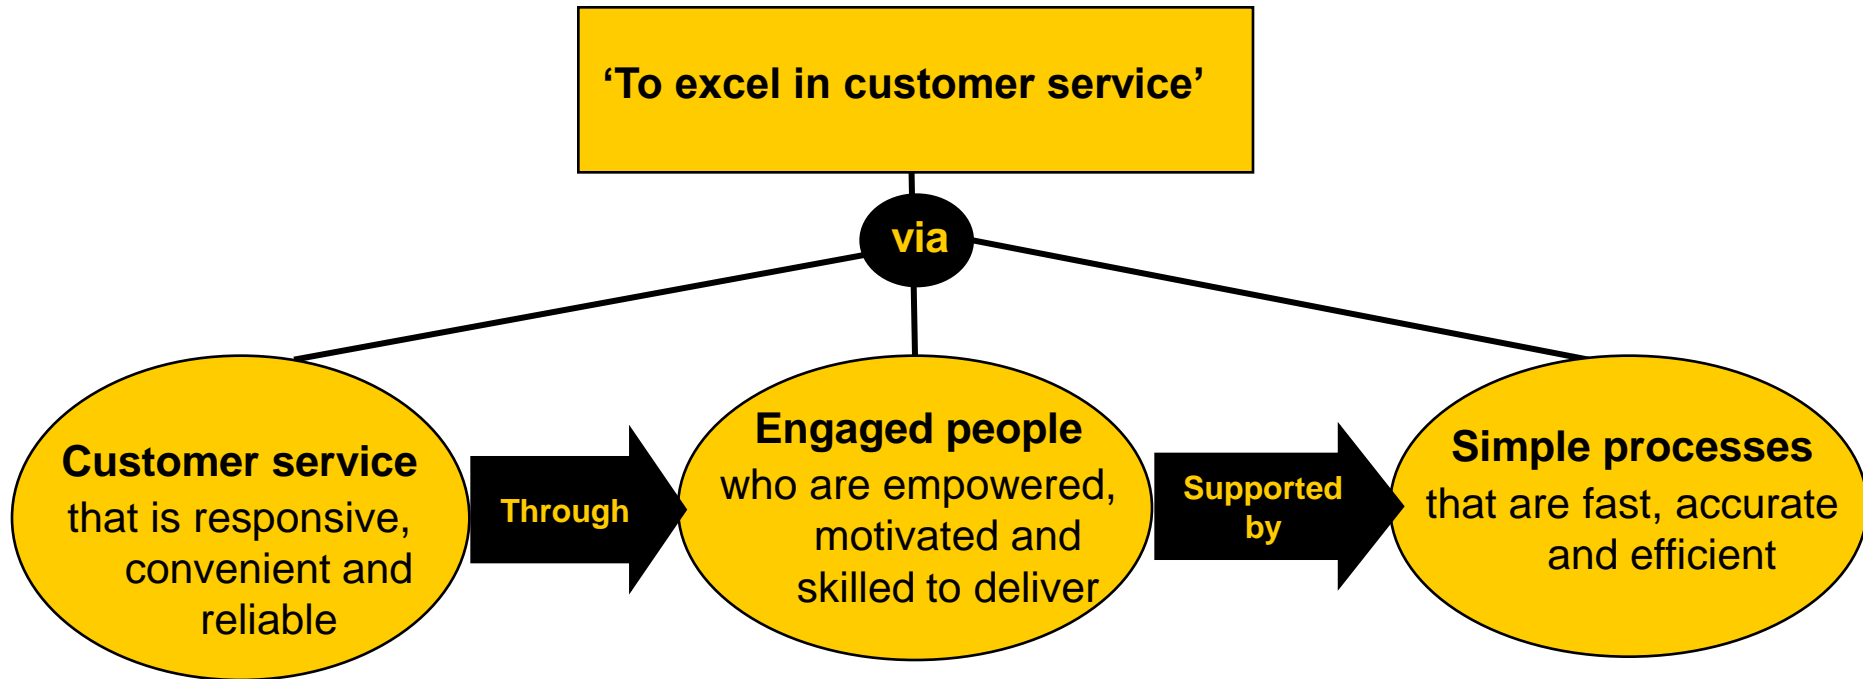 ‘To excel in customer service’
via
Customer service
that is responsive,
convenient and
reliable
Through
Engaged people
who are empowered,
motivated and
skilled to deliver
Supported
by
Simple processes
that are fast, accurate
and efficient